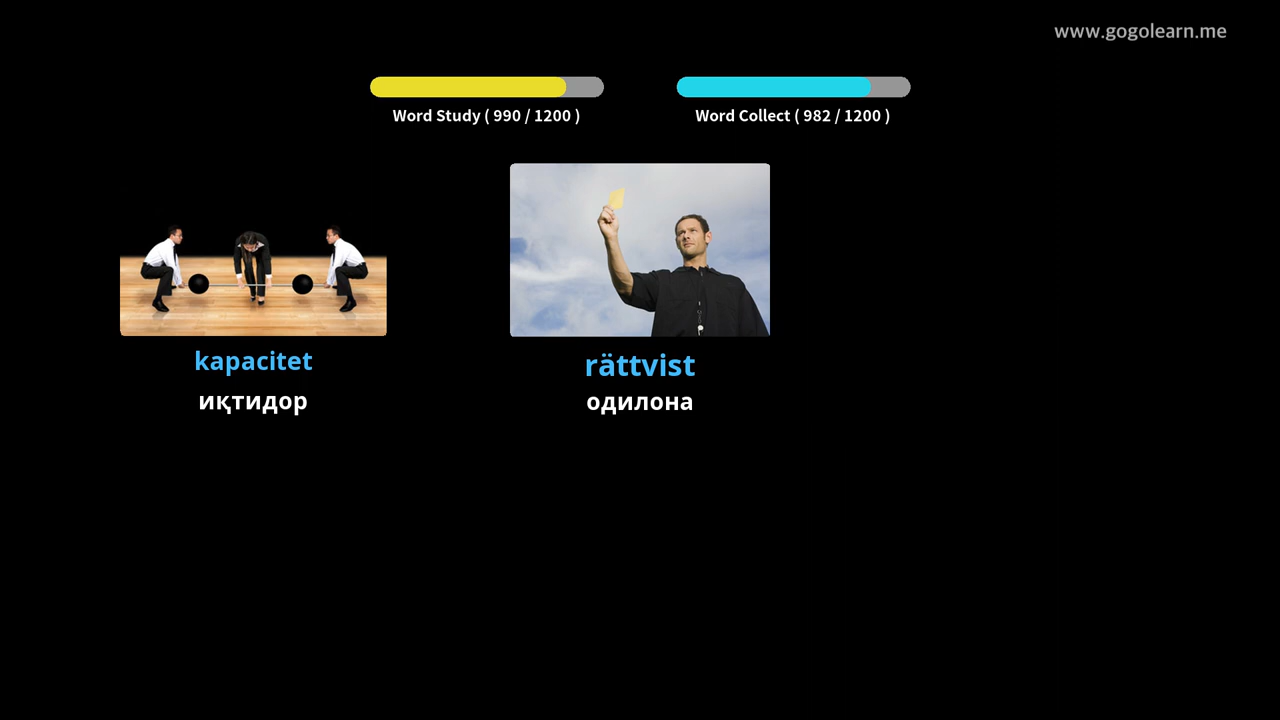 www.gogolearn.me
Word Study ( 990 / 1200 )
Word Collect ( 982 / 1200 )
kapacitet
иқтидор
rättvist
одилона